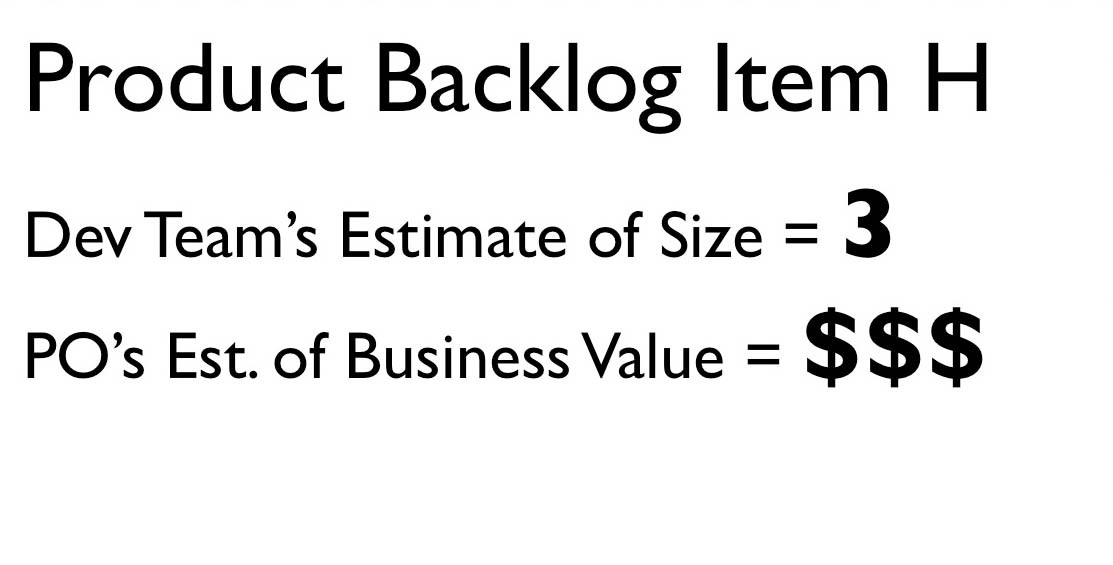 Product Backlog Item H
Dev Team’s Estimate of Size = 3
PO’s Est. of Business Value = $$$